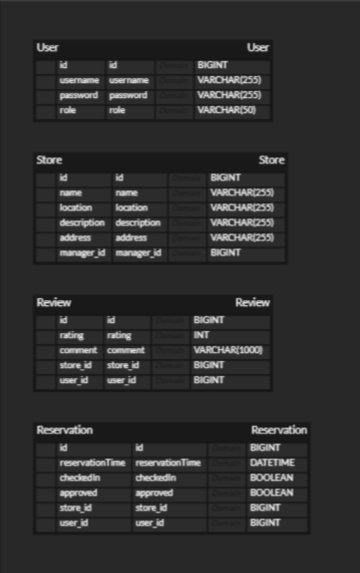 User User
id id Domain BIGINT
username username Domain VARCHAR(255)
password password Domain VARCHAR(255)
role role Domain VARCHAR(50)
Store Store
id id Domain BIGINT
name name Domain VARCHAR(255)
location location Domain VARCHAR(255)
description description Domain VARCHAR(255)
address address Domain VARCHAR(255)
manager_id manager_id Domain BIGINT
Review Review
id id Domain BIGINT
rating rating Domain INT
comment comment Domain VARCHAR(1000)
store_id store_id Domain BIGINT
user_id user_id Domain BIGINT
Reservation Reservation
id id Domain BIGINT
reservationTime reservationTime Domain DATETIME
checkedIn checkedIn Domain BOOLEAN
approved approved Domain BOOLEAN
store_id store_id Domain BIGINT
user_id user_id Domain BIGINT